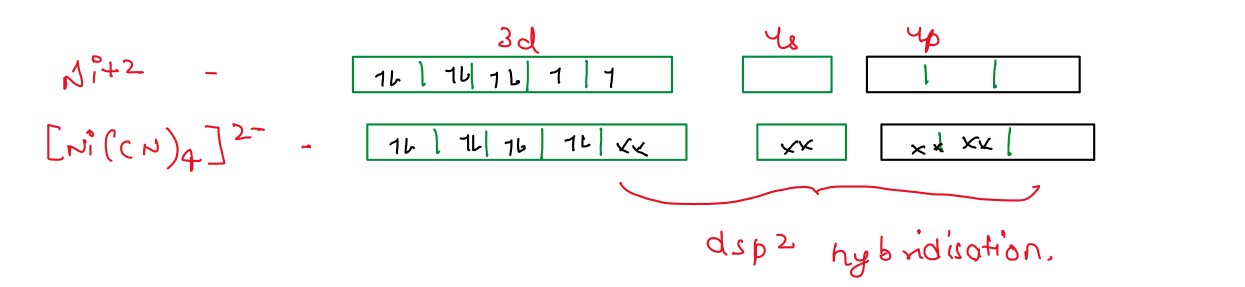 3d 4s 4p
Ni+2 - 1L 1L 1L 1 1
[Ni(CN)4]2- - 1L 1L 1L 1L xx xx xx xx
dsp2 hybridisation.